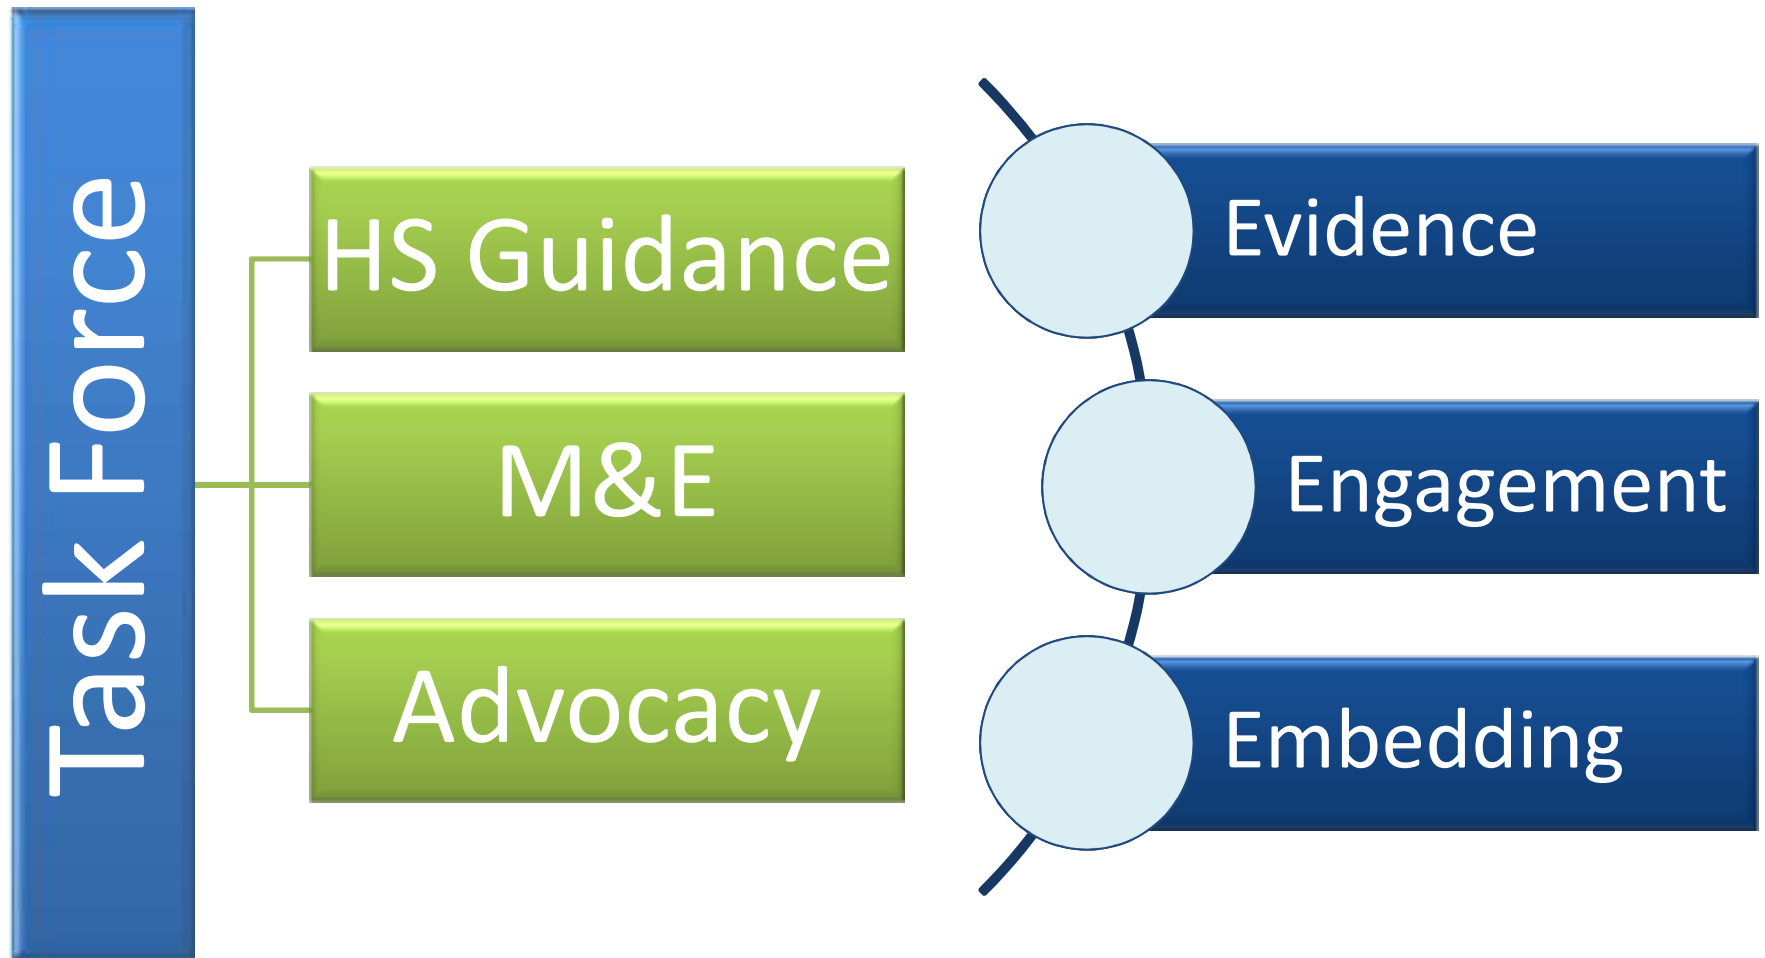 Task Force
HS Guidance
M&E
Advocacy
Evidence
Engagement
Embedding